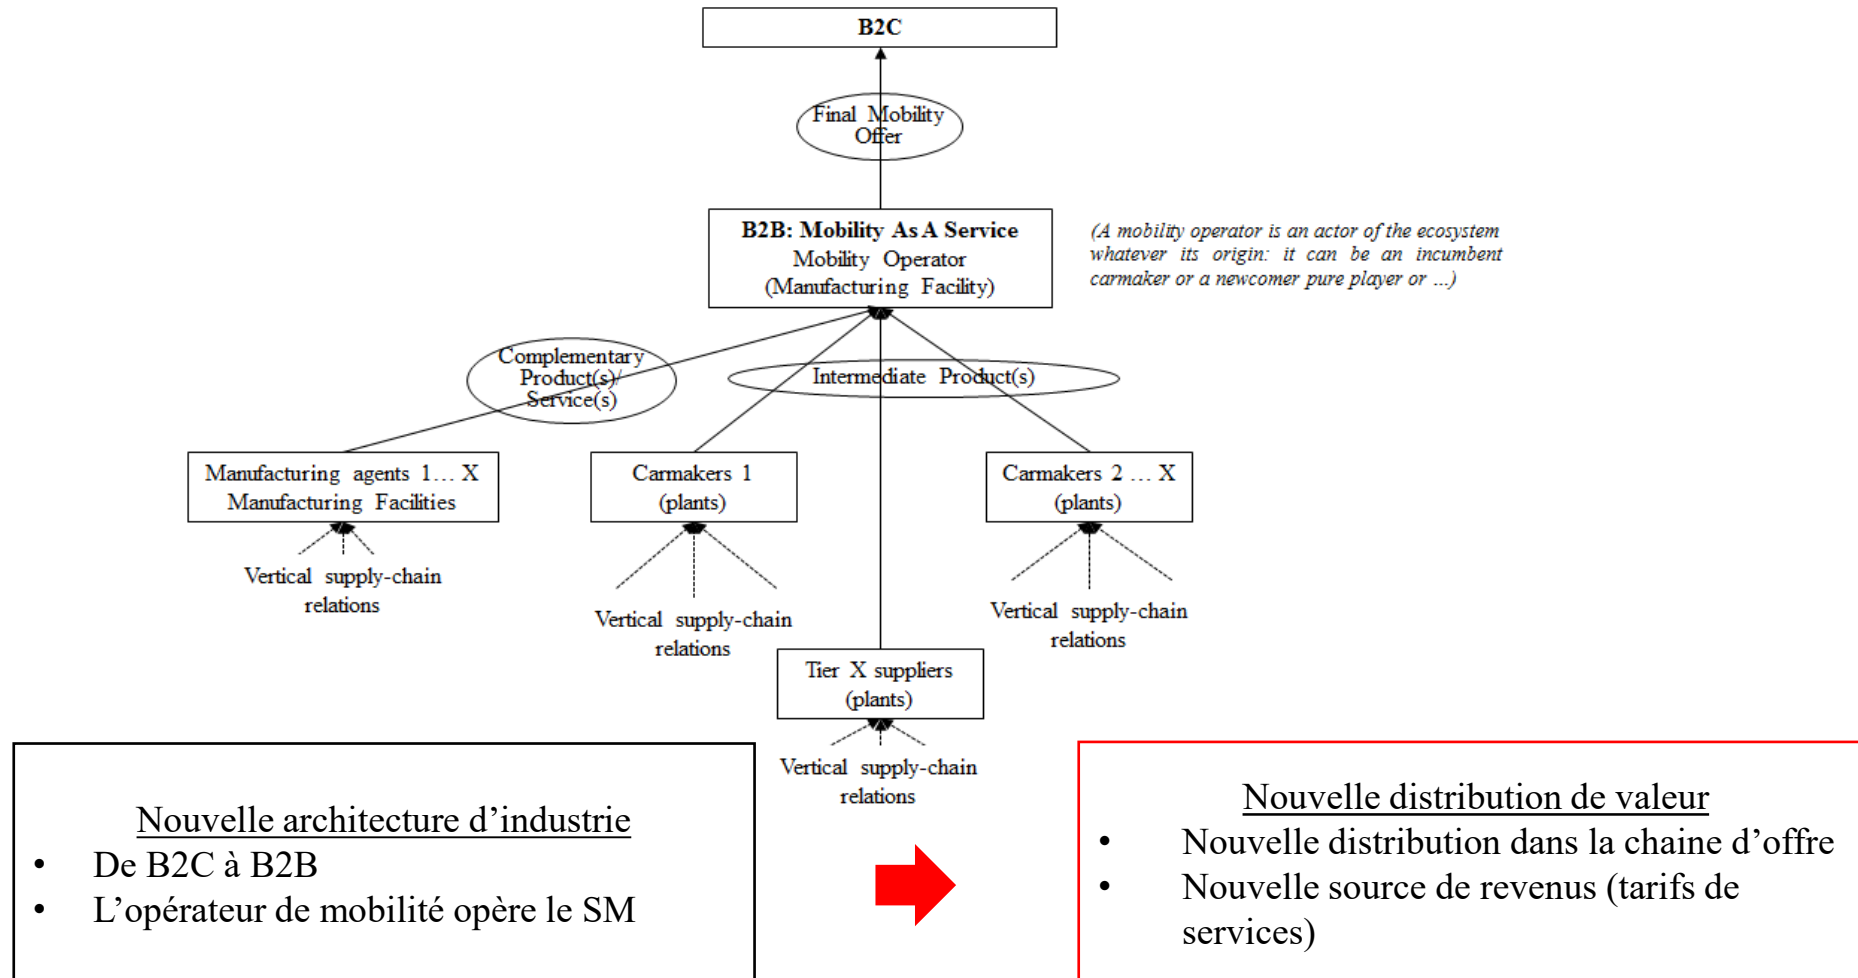 B2C
Final Mobility
Offer
B2B: Mobility As A Service
Mobility Operator
(Manufacturing Facility)
(A mobility operator is an actor of the ecosystem
whatever its origin: it can be an incumbent
carmaker or a newcomer pure player or ...)
Complementary
Product(s)/
Service(s)
Intermediate Product(s)
Manufacturing agents 1… X
Manufacturing Facilities
Carmakers 1
(plants)
Carmakers 2 … X
(plants)
Vertical supply-chain
relations
Vertical supply-chain
relations
Vertical supply-chain
relations
Tier X suppliers
(plants)
Vertical supply-chain
relations
Nouvelle architecture d’industrie
• De B2C à B2B
• L’opérateur de mobilité opère le SM
Nouvelle distribution de valeur
• Nouvelle distribution dans la chaine d’offre
• Nouvelle source de revenus (tarifs de
services)